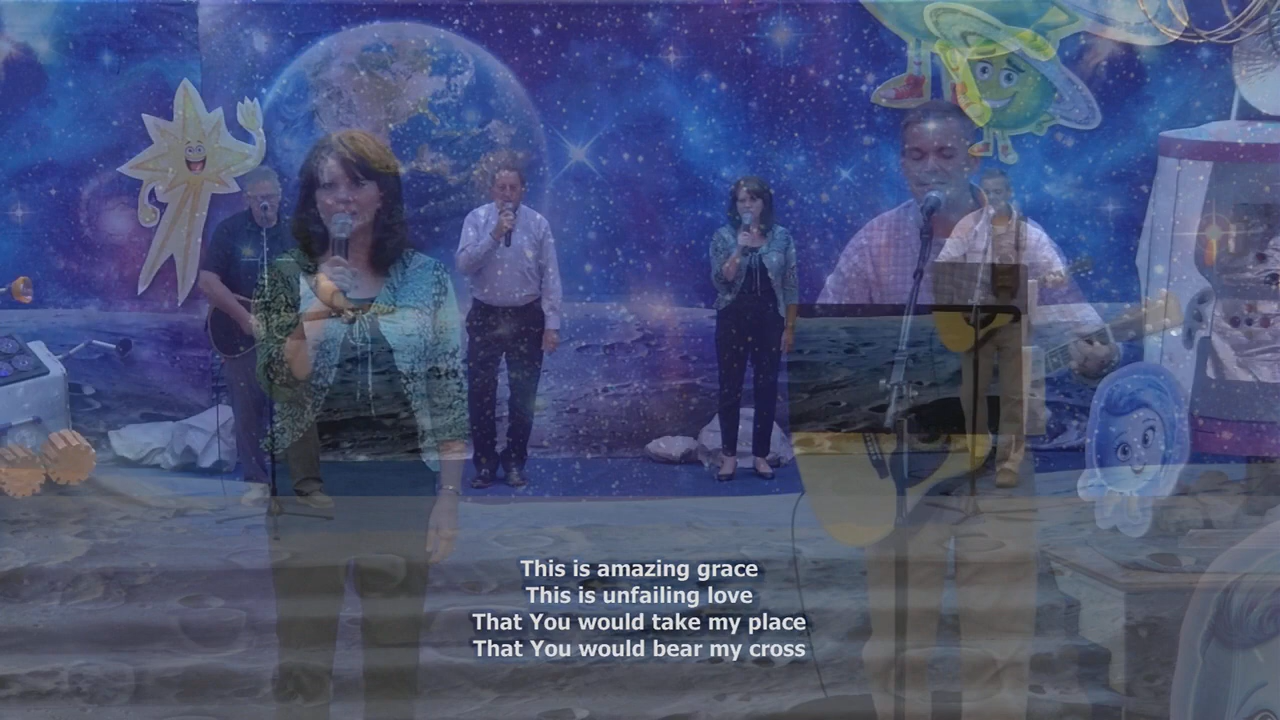 This is amazing grace
This is unfailing love
That You would take my place
That You would bear my cross